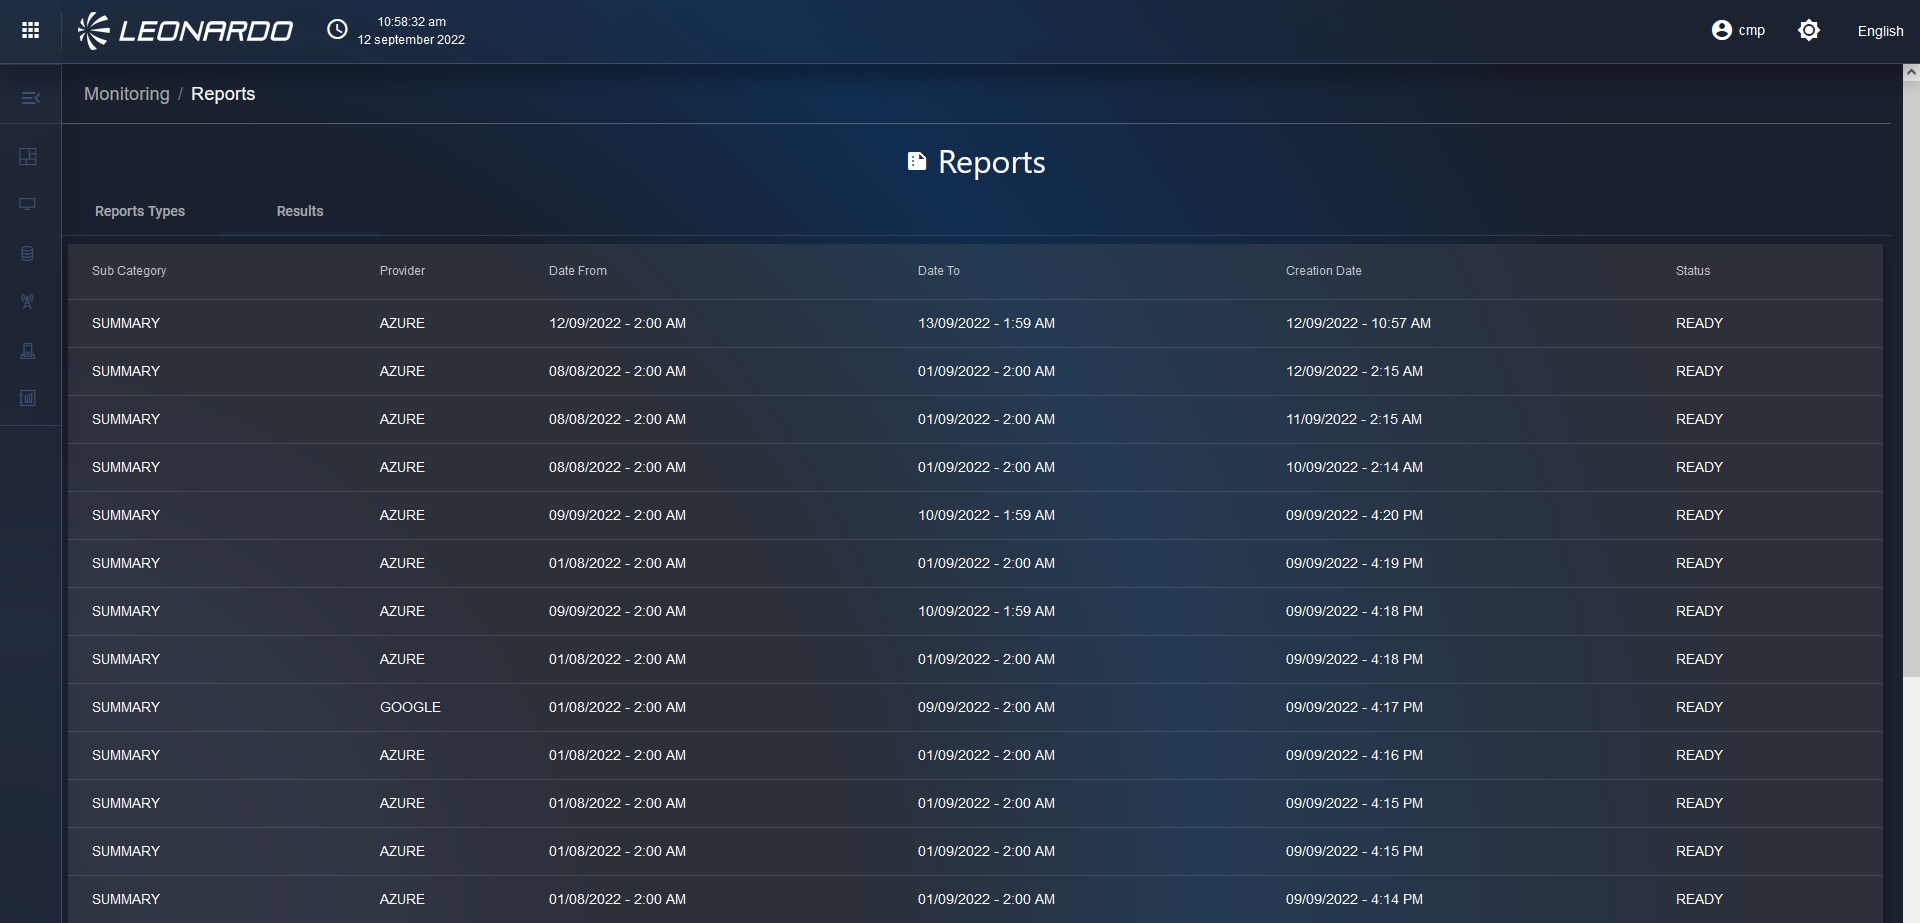 LEONARDO
10:58:32 am
12 september 2022
cmp
English
Monitoring / Reports
Reports
Reports Types Results
Sub Category Provider Date From Date To Creation Date Status
SUMMARY AZURE 12/09/2022 - 2:00 AM 13/09/2022 - 1:59 AM 12/09/2022 - 10:57 AM READY
SUMMARY AZURE 08/08/2022 - 2:00 AM 01/09/2022 - 2:00 AM 12/09/2022 - 2:15 AM READY
SUMMARY AZURE 08/08/2022 - 2:00 AM 01/09/2022 - 2:00 AM 11/09/2022 - 2:15 AM READY
SUMMARY AZURE 08/08/2022 - 2:00 AM 01/09/2022 - 2:00 AM 10/09/2022 - 2:14 AM READY
SUMMARY AZURE 09/09/2022 - 2:00 AM 10/09/2022 - 1:59 AM 09/09/2022 - 4:20 PM READY
SUMMARY AZURE 01/08/2022 - 2:00 AM 01/09/2022 - 2:00 AM 09/09/2022 - 4:19 PM READY
SUMMARY AZURE 09/09/2022 - 2:00 AM 10/09/2022 - 1:59 AM 09/09/2022 - 4:18 PM READY
SUMMARY AZURE 01/08/2022 - 2:00 AM 01/09/2022 - 2:00 AM 09/09/2022 - 4:18 PM READY
SUMMARY GOOGLE 01/08/2022 - 2:00 AM 09/09/2022 - 2:00 AM 09/09/2022 - 4:17 PM READY
SUMMARY AZURE 01/08/2022 - 2:00 AM 01/09/2022 - 2:00 AM 09/09/2022 - 4:16 PM READY
SUMMARY AZURE 01/08/2022 - 2:00 AM 01/09/2022 - 2:00 AM 09/09/2022 - 4:15 PM READY
SUMMARY AZURE 01/08/2022 - 2:00 AM 01/09/2022 - 2:00 AM 09/09/2022 - 4:15 PM READY
SUMMARY AZURE 01/08/2022 - 2:00 AM 01/09/2022 - 2:00 AM 09/09/2022 - 4:14 PM READY